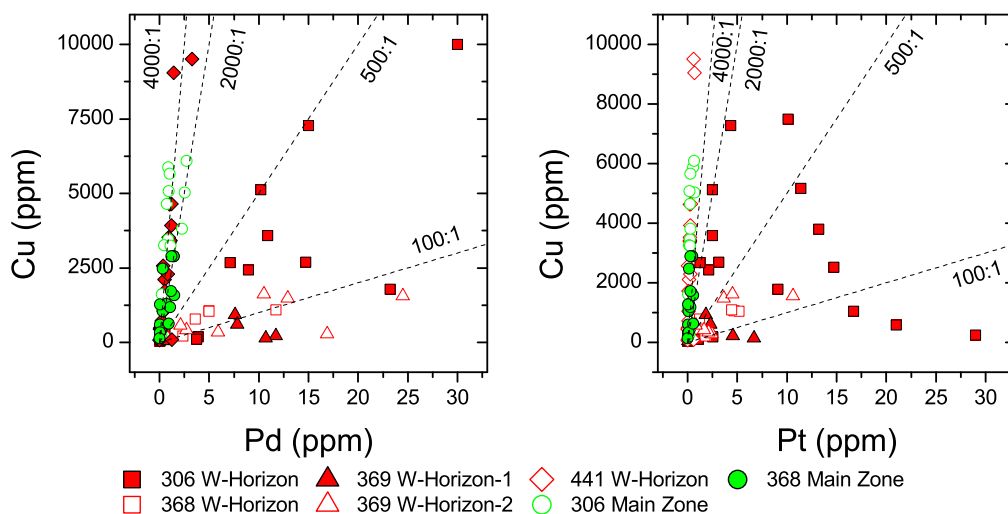 10000
7500
5000
2500
0
Cu (ppm)
4000:1
2000:1
500:1
100:1
0 5 10 15 20 25 30
Pd (ppm)
10000
8000
6000
4000
2000
0
Cu (ppm)
4000:1
2000:1
500:1
100:1
0 5 10 15 20 25 30
Pt (ppm)
306 W-Horizon 369 W-Horizon-1 441 W-Horizon 368 Main Zone
368 W-Horizon 369 W-Horizon-2 306 Main Zone